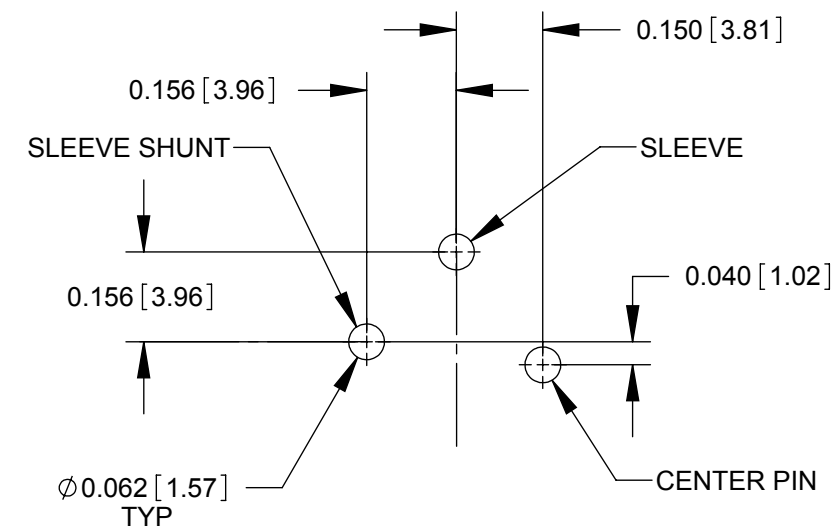 0.150 [3.81]
0.156 [3.96]
SLEEVE SHUNT
SLEEVE
0.040 [1.02]
0.156 [3.96]
∅0.062 [1.57]
TYP
CENTER PIN